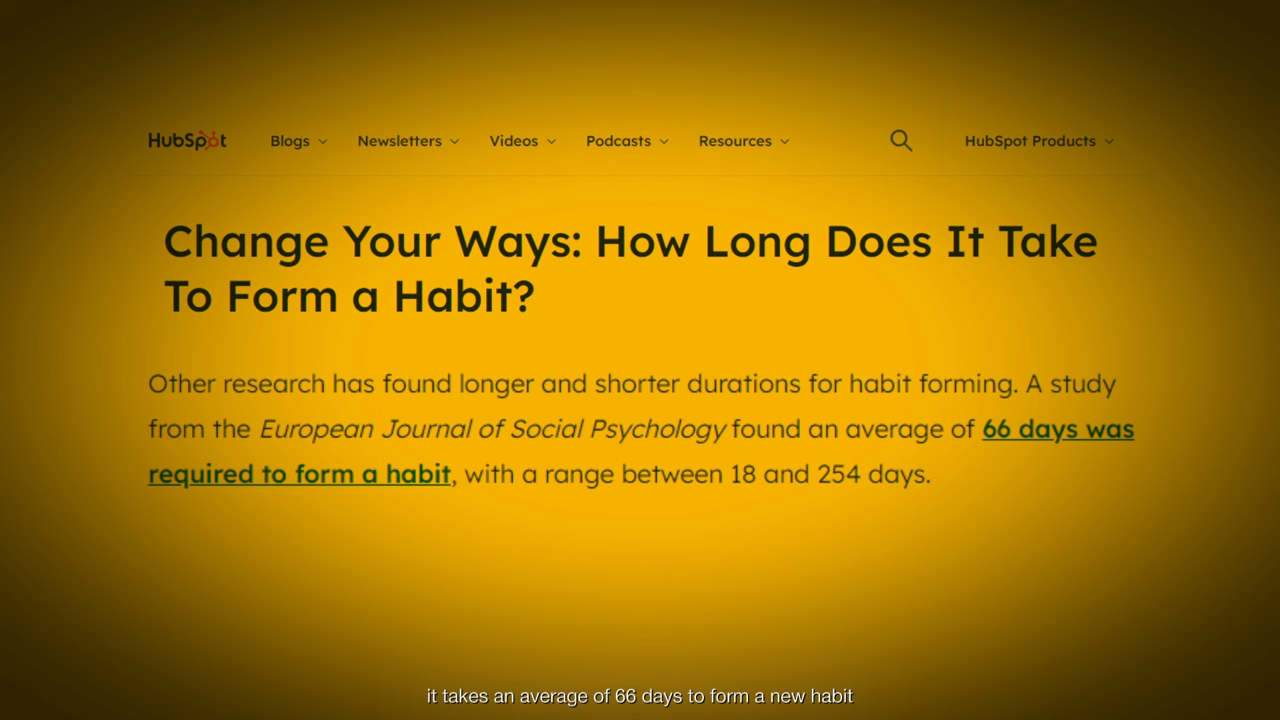 HubSpot Blogs Newsletters Videos Podcasts Resources HubSpot Products
Change Your Ways: How Long Does It Take
To Form a Habit?
Other research has found longer and shorter durations for habit forming. A study
from the European Journal of Social Psychology found an average of 66 days was
required to form a habit, with a range between 18 and 254 days.
it takes an average of 66 days to form a new habit